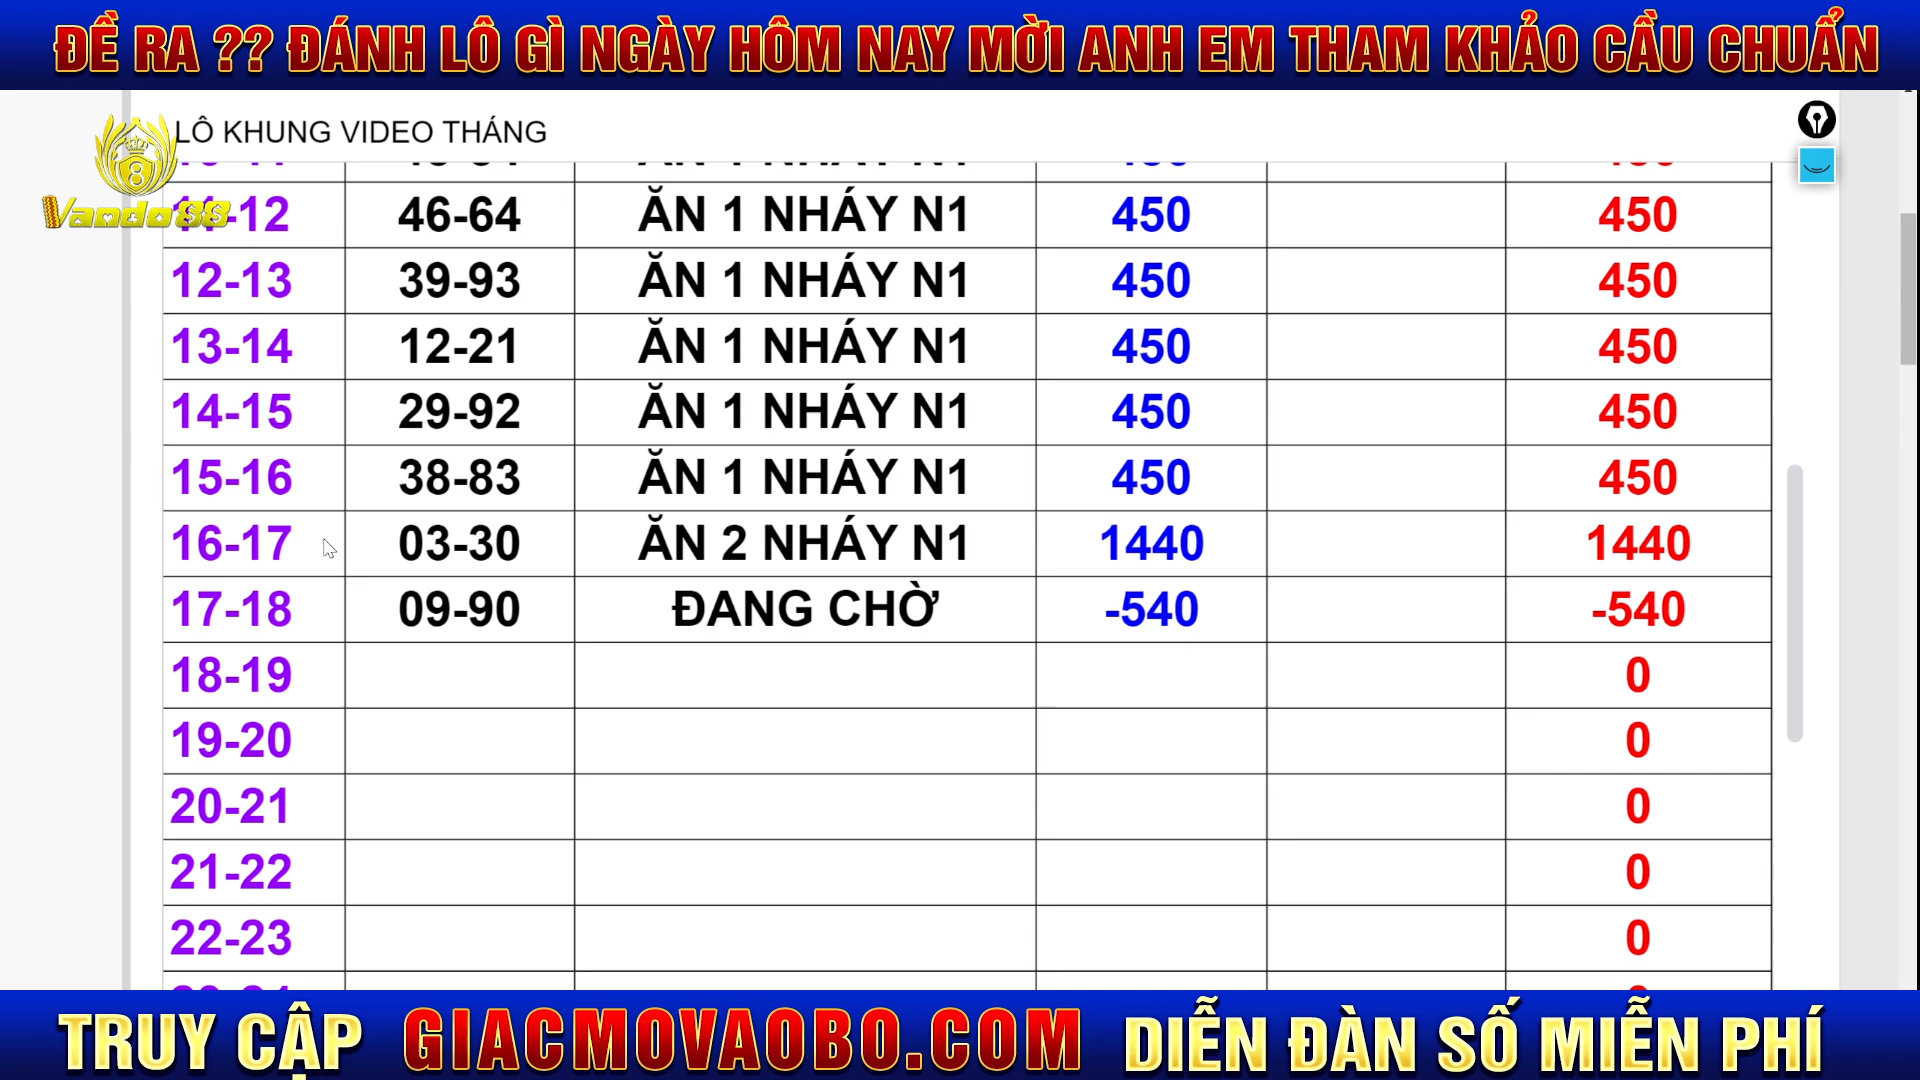 ĐỀ RA ?? ĐÁNH LÔ GÌ NGÀY HÔM NAY MỜI ANH EM THAM KHẢO CẦU CHUẨN
LÔ KHUNG VIDEO THÁNG
8
Vando88
11-12 46-64 ĂN 1 NHÁY N1 450 450
12-13 39-93 ĂN 1 NHÁY N1 450 450
13-14 12-21 ĂN 1 NHÁY N1 450 450
14-15 29-92 ĂN 1 NHÁY N1 450 450
15-16 38-83 ĂN 1 NHÁY N1 450 450
16-17 03-30 ĂN 2 NHÁY N1 1440 1440
17-18 09-90 ĐANG CHỜ -540 -540
18-19 0
19-20 0
20-21 0
21-22 0
22-23 0
TRUY CẬP GIACMOVAOBO.COM DIỄN ĐÀN SỐ MIỄN PHÍ